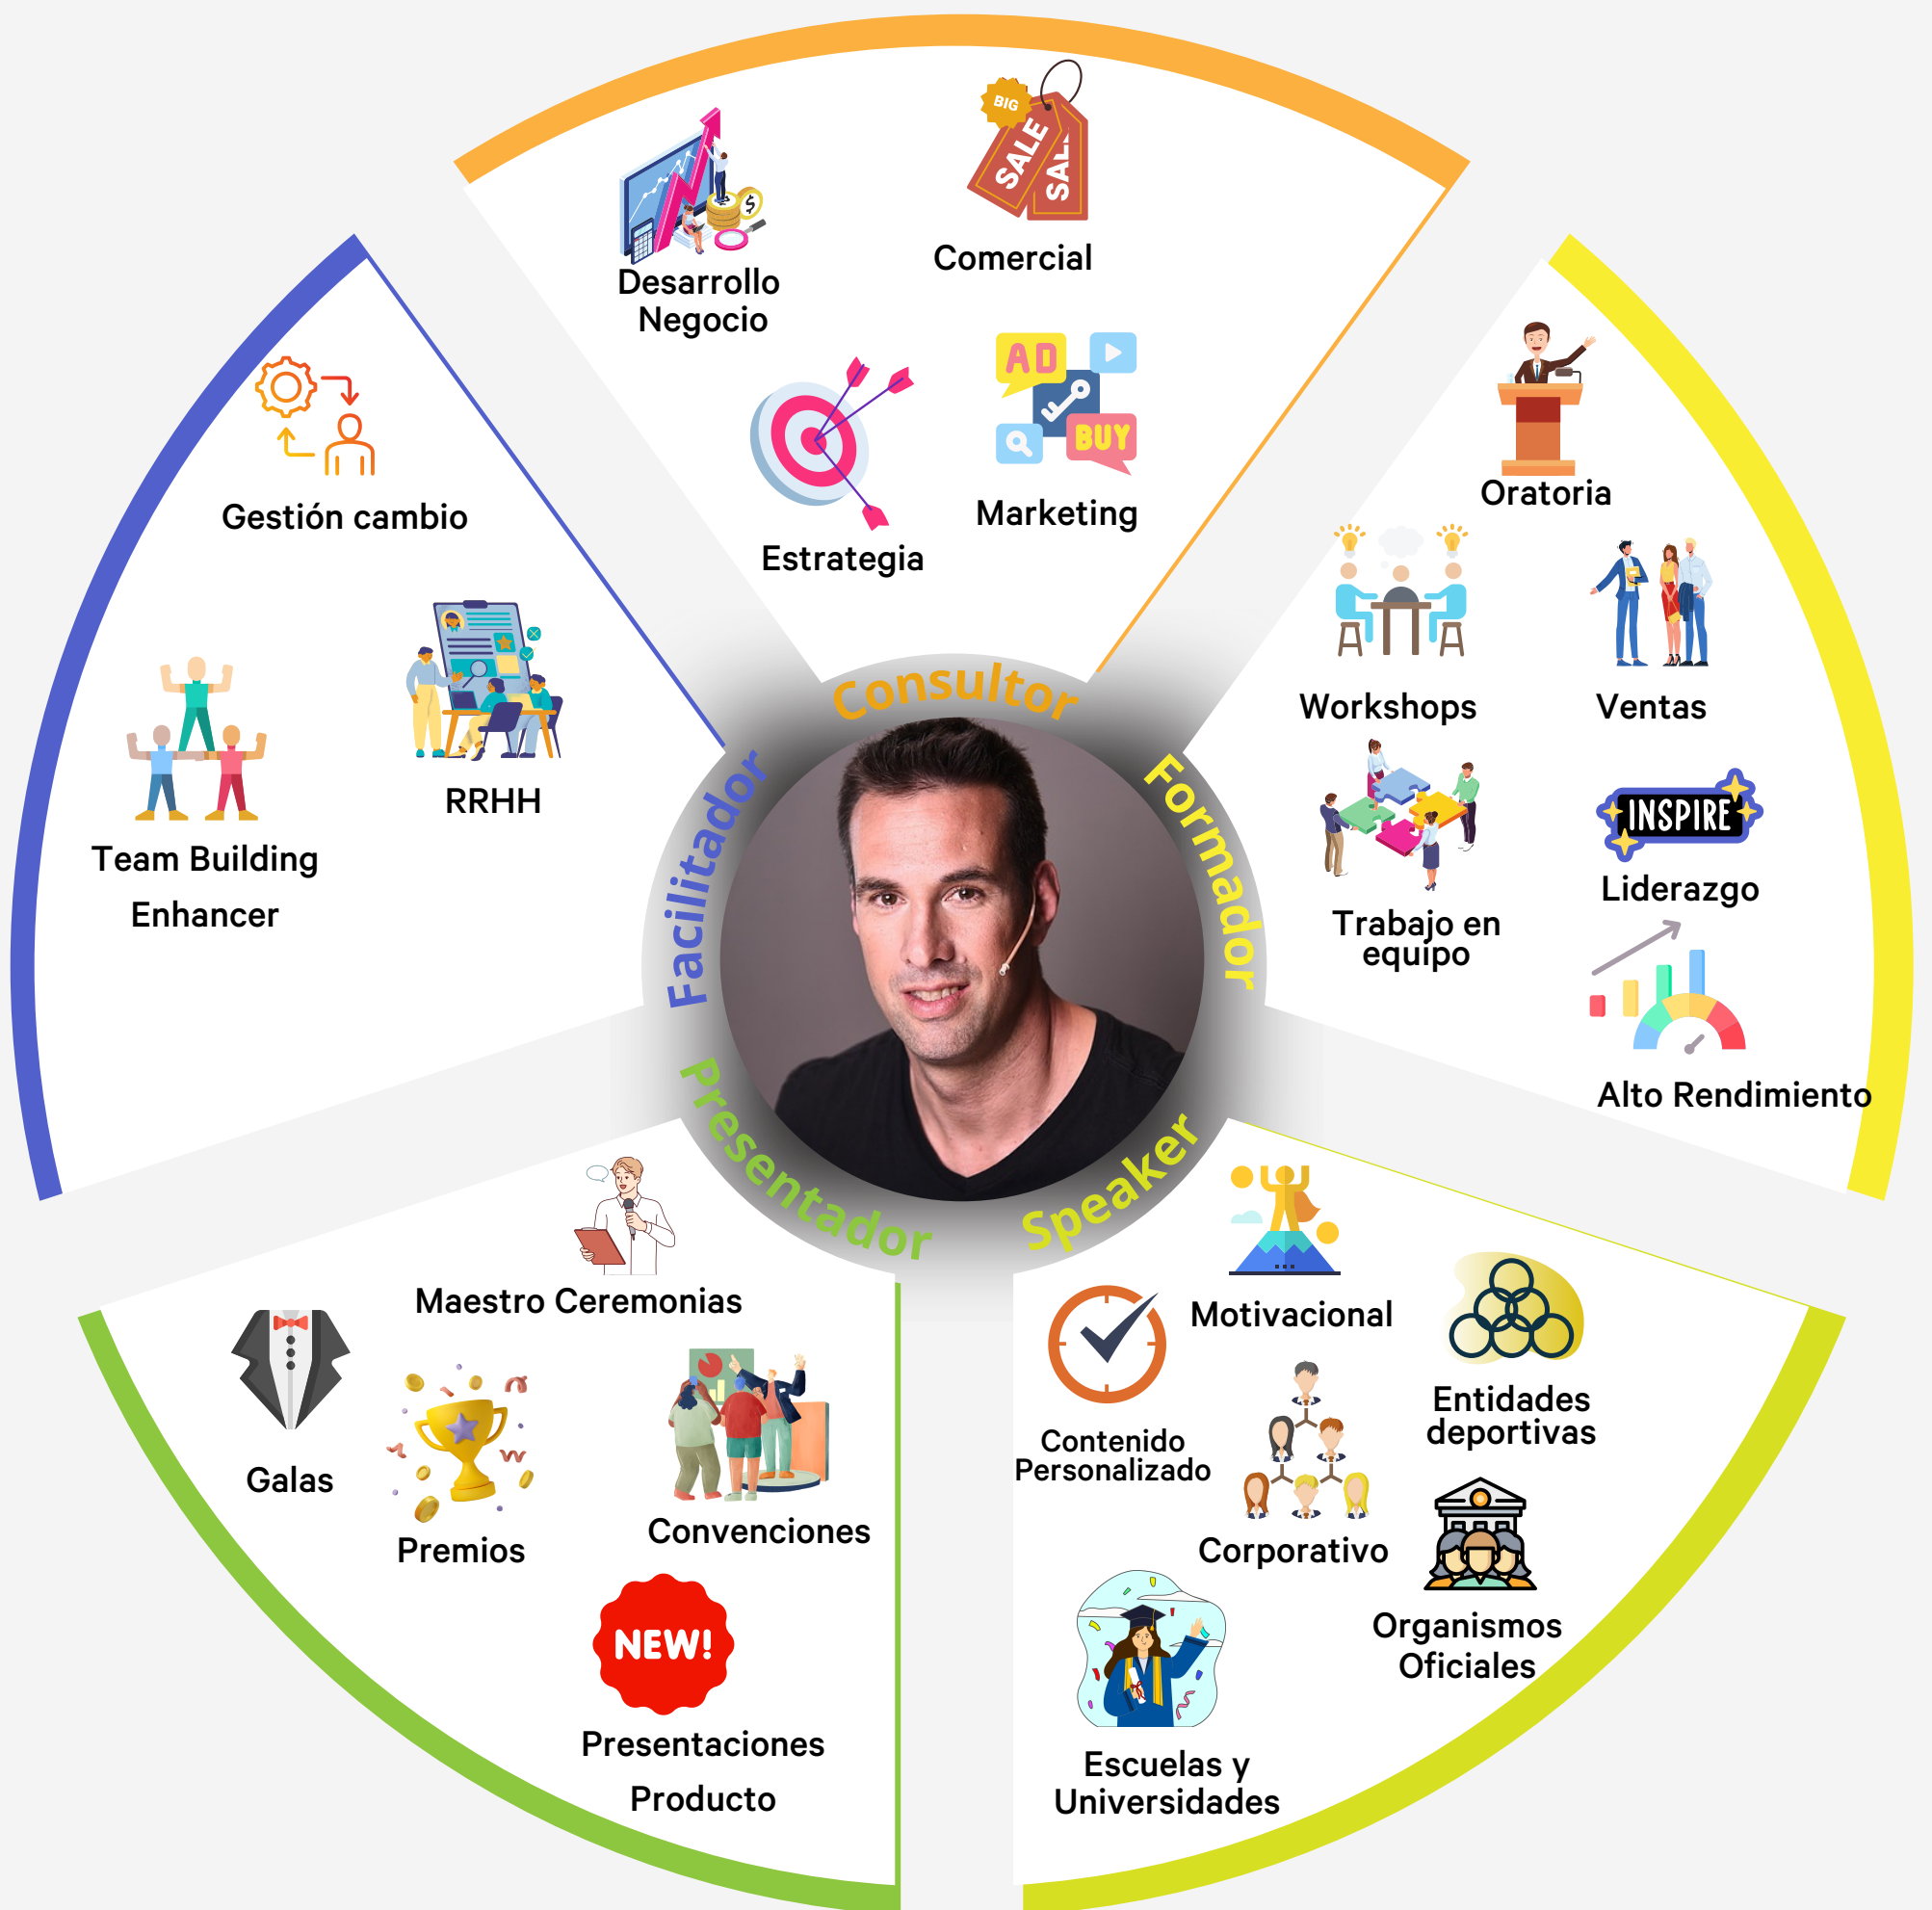 BIG
SALE
SALE
Desarrollo
Negocio
Comercial
AD
BUY
Estrategia
Marketing
Consultor
Gestión cambio
RRHH
Team Building
Enhancer
Facilitador
Oratoria
Workshops
Ventas
INSPIRE
Liderazgo
Trabajo en
equipo
Alto Rendimiento
Formador
Presentador
Maestro Ceremonias
Galas
Premios
Convenciones
NEW!
Presentaciones
Producto
Speaker
Motivacional
Contenido
Personalizado
Entidades
deportivas
Corporativo
Organismos
Oficiales
Escuelas y
Universidades